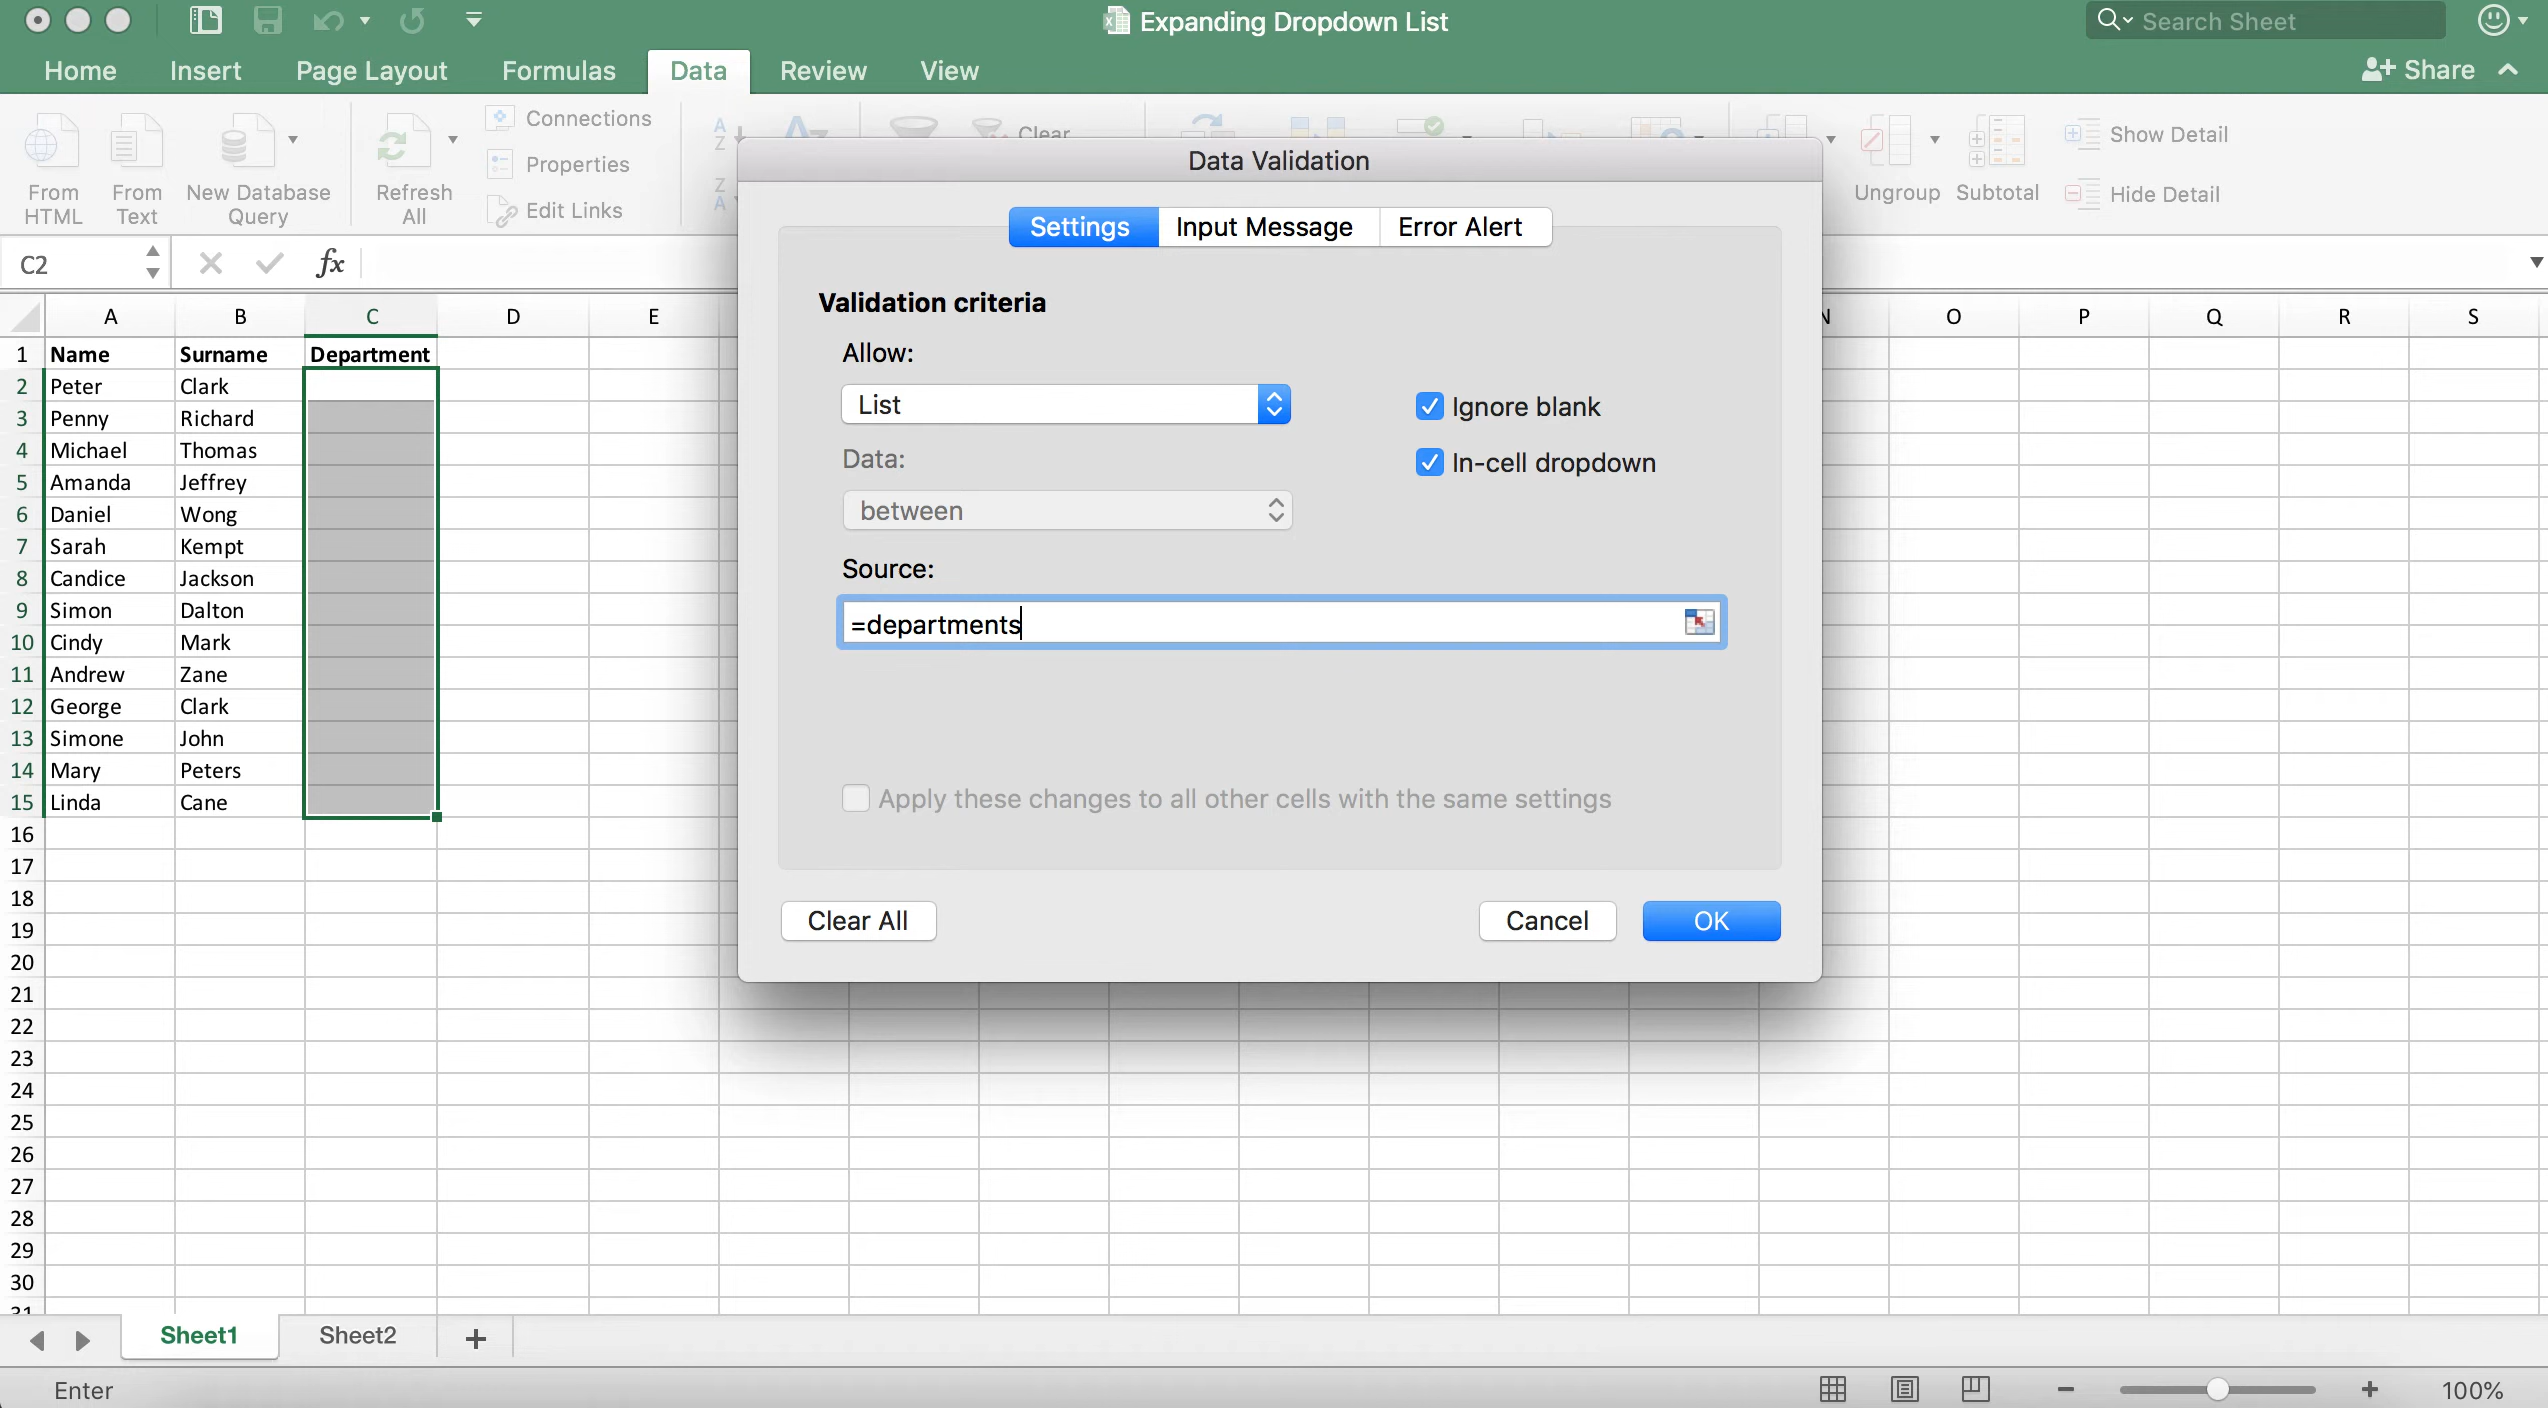 Expanding Dropdown List
Search Sheet
Home Insert Page Layout Formulas Data Review View
Share
From HTML
From Text
New Database Query
Refresh All
Connections
Properties
Edit Links
A Z
Z A
Clear
Ungroup
Subtotal
Show Detail
Hide Detail
C2
fx
A B C D E N O P Q R S
1 Name Surname Department
2 Peter Clark
3 Penny Richard
4 Michael Thomas
5 Amanda Jeffrey
6 Daniel Wong
7 Sarah Kempt
8 Candice Jackson
9 Simon Dalton
10 Cindy Mark
11 Andrew Zane
12 George Clark
13 Simone John
14 Mary Peters
15 Linda Cane
16
17
18
19
20
21
22
23
24
25
26
27
28
29
30
31
Data Validation
Settings Input Message Error Alert
Validation criteria
Allow:
List
Ignore blank
Data:
In-cell dropdown
between
Source:
=departments
Apply these changes to all other cells with the same settings
Clear All Cancel OK
Sheet1 Sheet2 +
Enter
100%